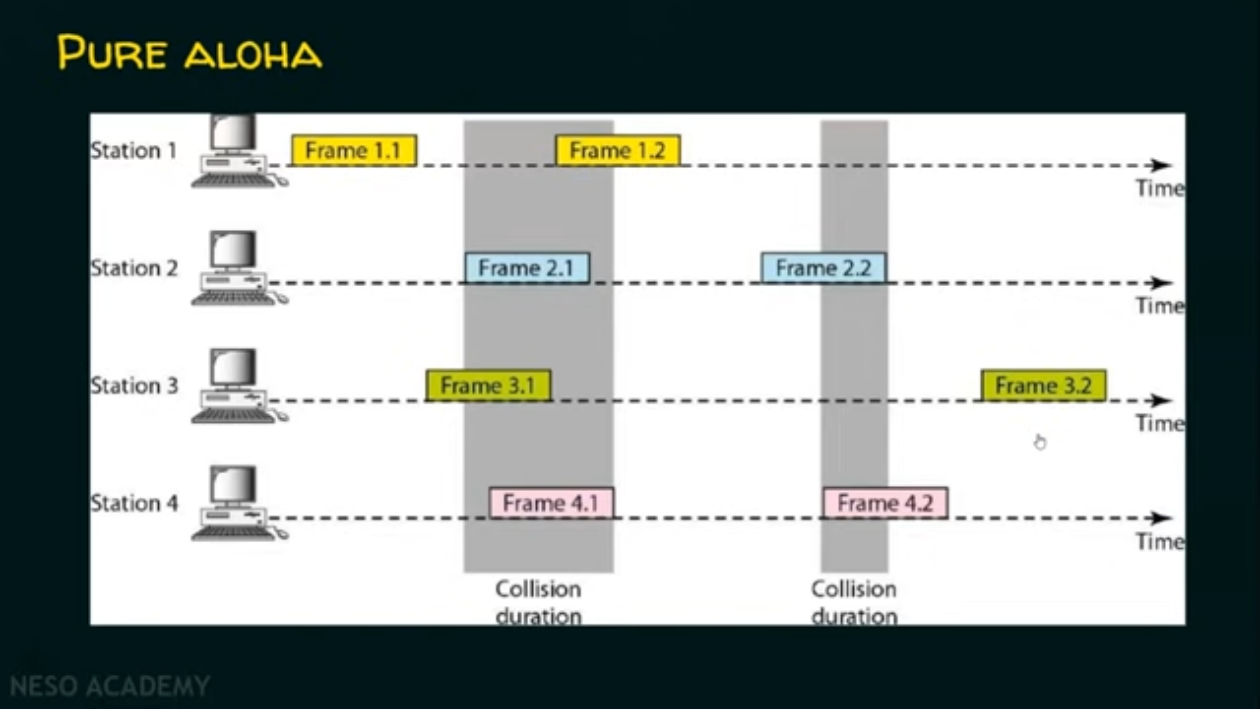 PURE ALOHA
Station 1
Frame 1.1
Frame 1.2
Time
Station 2
Frame 2.1
Frame 2.2
Time
Station 3
Frame 3.1
Frame 3.2
Time
Station 4
Frame 4.1
Frame 4.2
Time
Collision
duration
Collision
duration
NESO ACADEMY